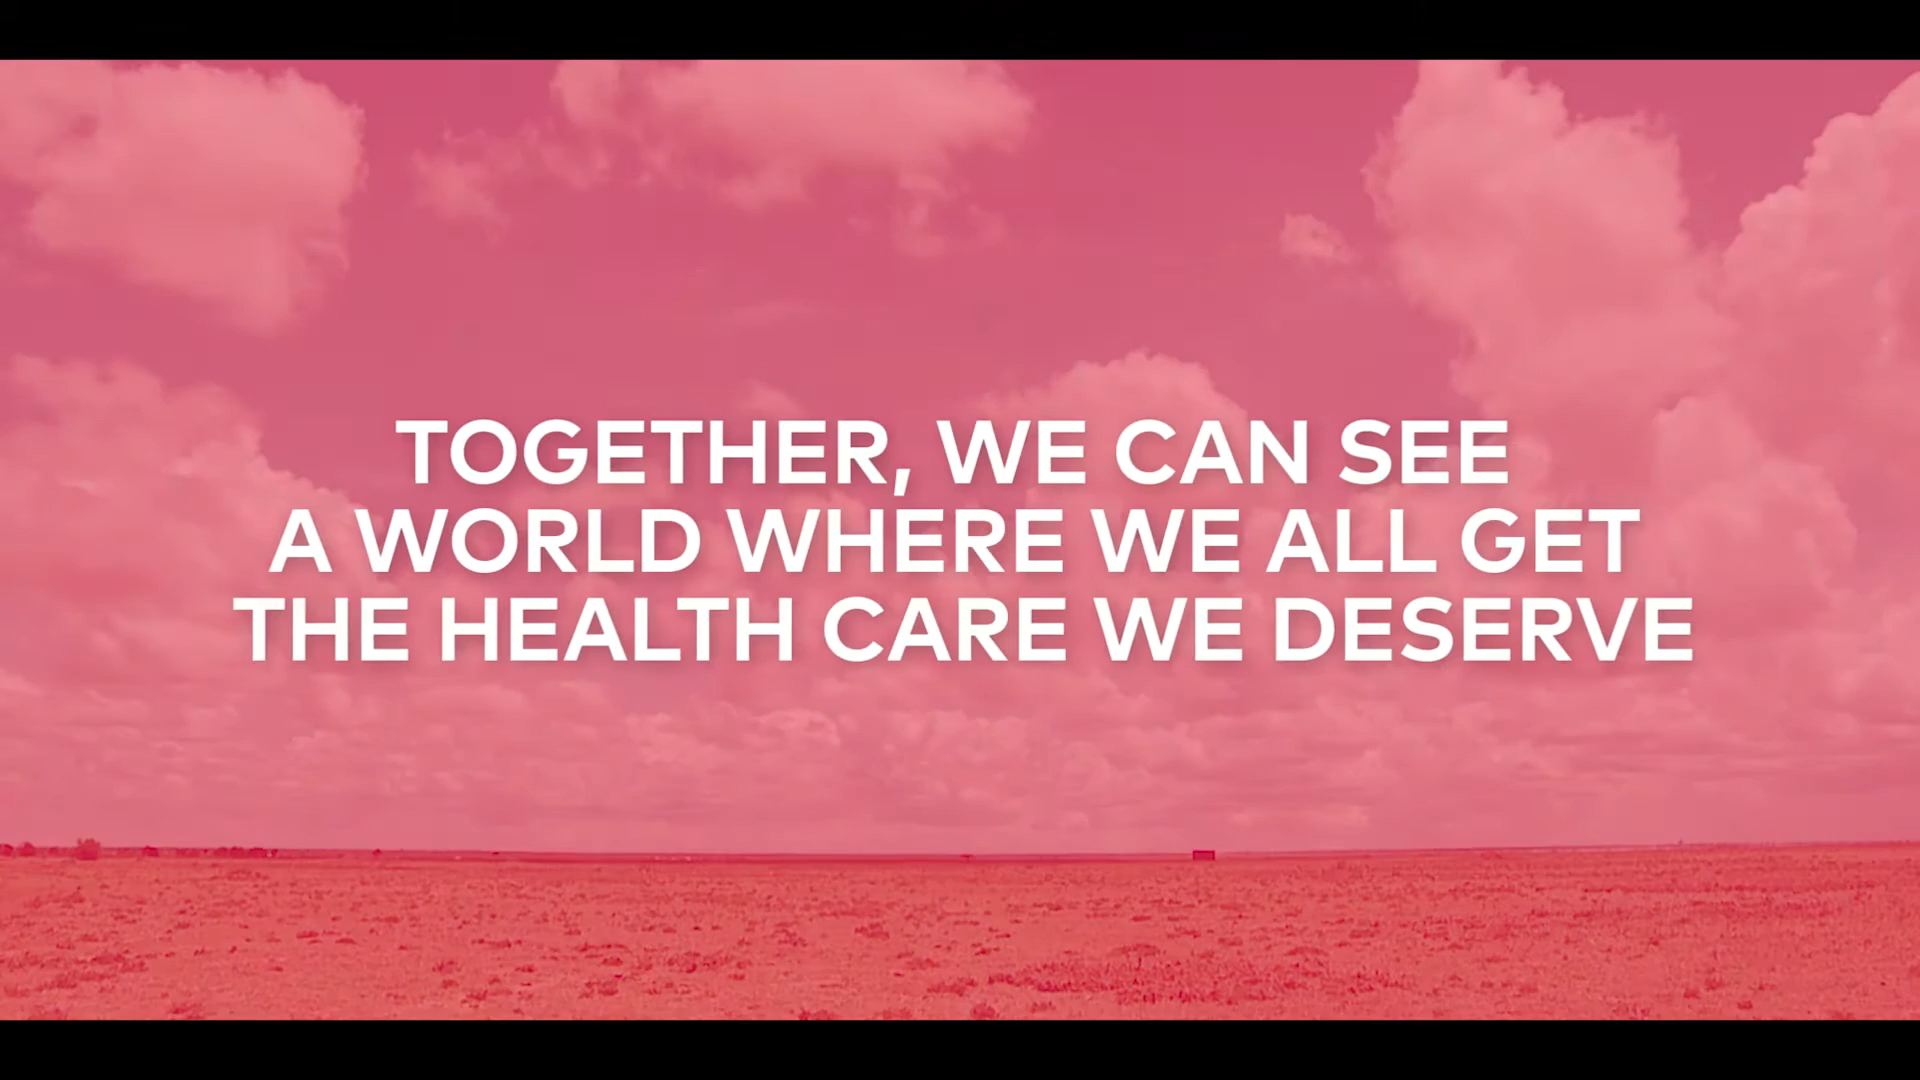 TOGETHER, WE CAN SEE
A WORLD WHERE WE ALL GET
THE HEALTH CARE WE DESERVE